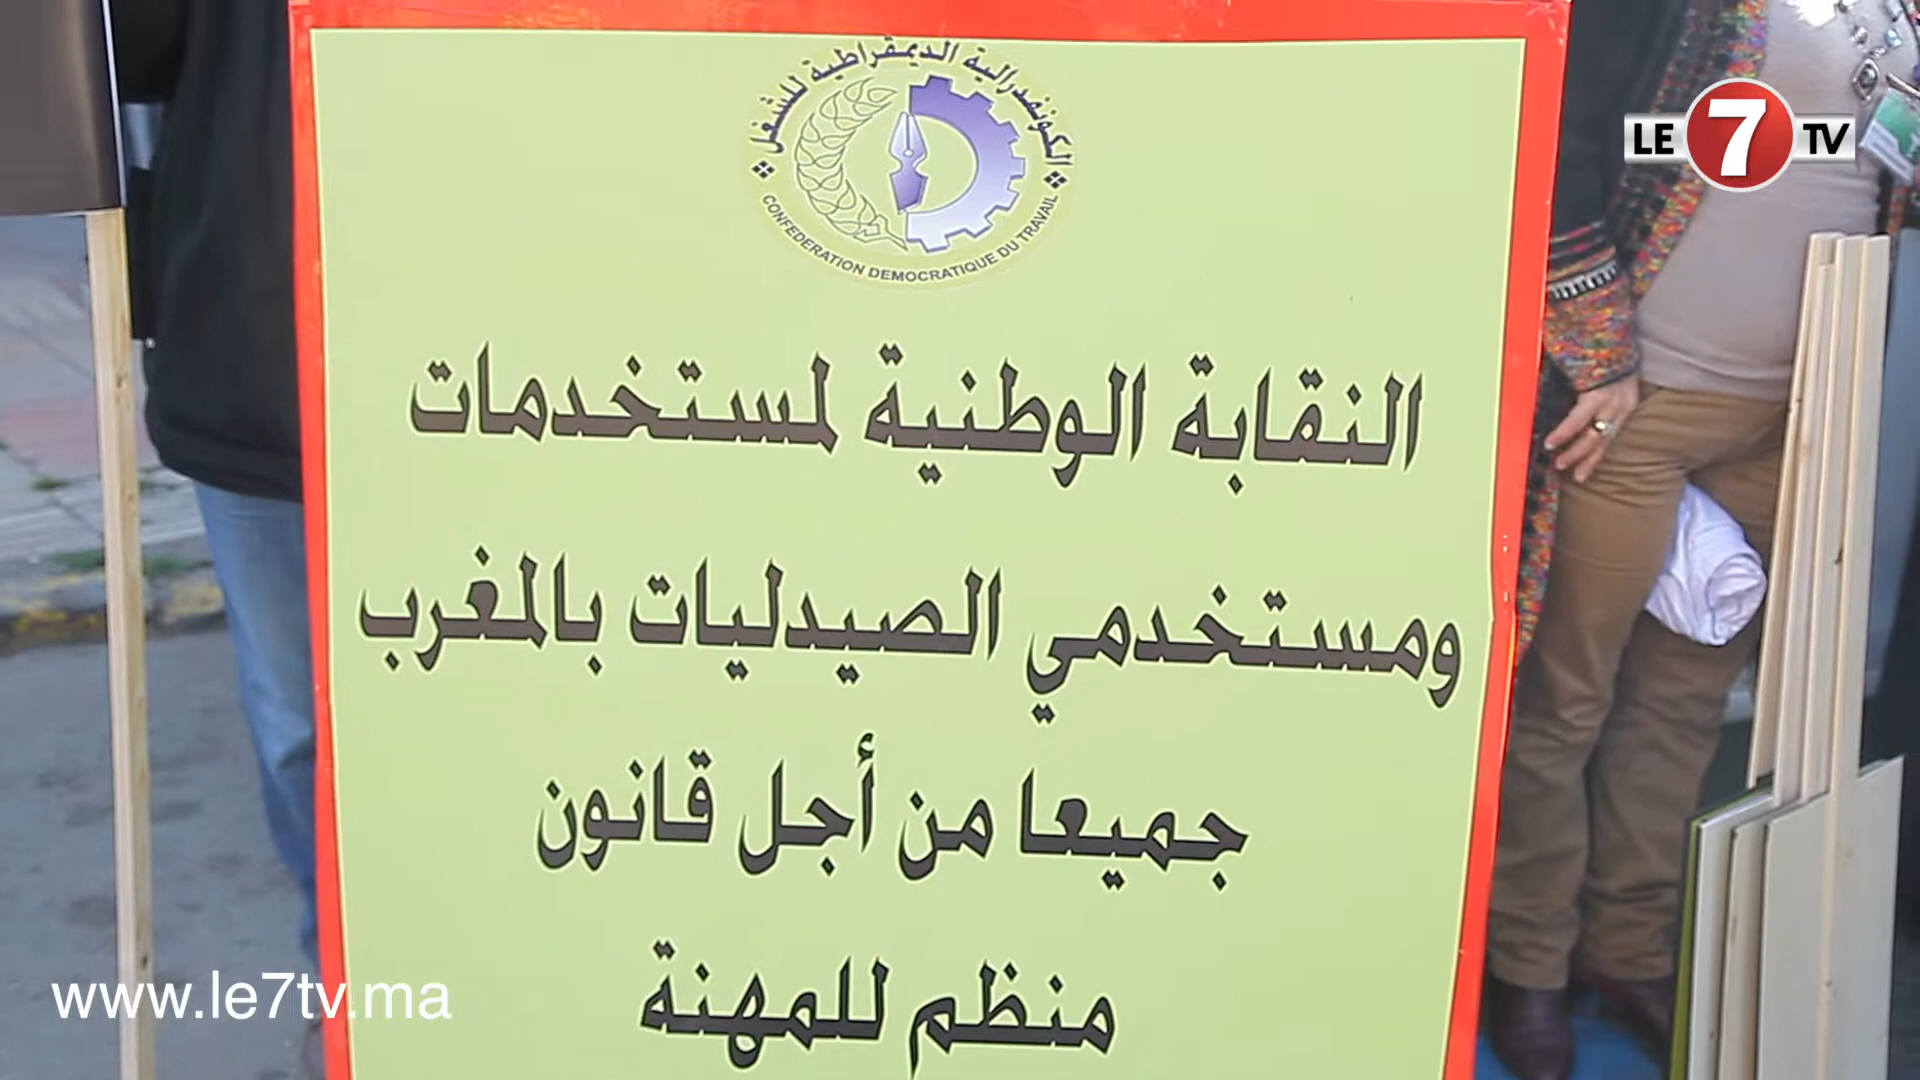 الكونفدرالية الديمقراطية للشغل
CONFEDERATION DEMOCRATIQUE DU TRAVAIL
LE 7 TV
النقابة الوطنية لمستخدمات
ومستخدمي الصيدليات بالمغرب
جميعا من أجل قانون
منظم للمهنة
www.le7tv.ma